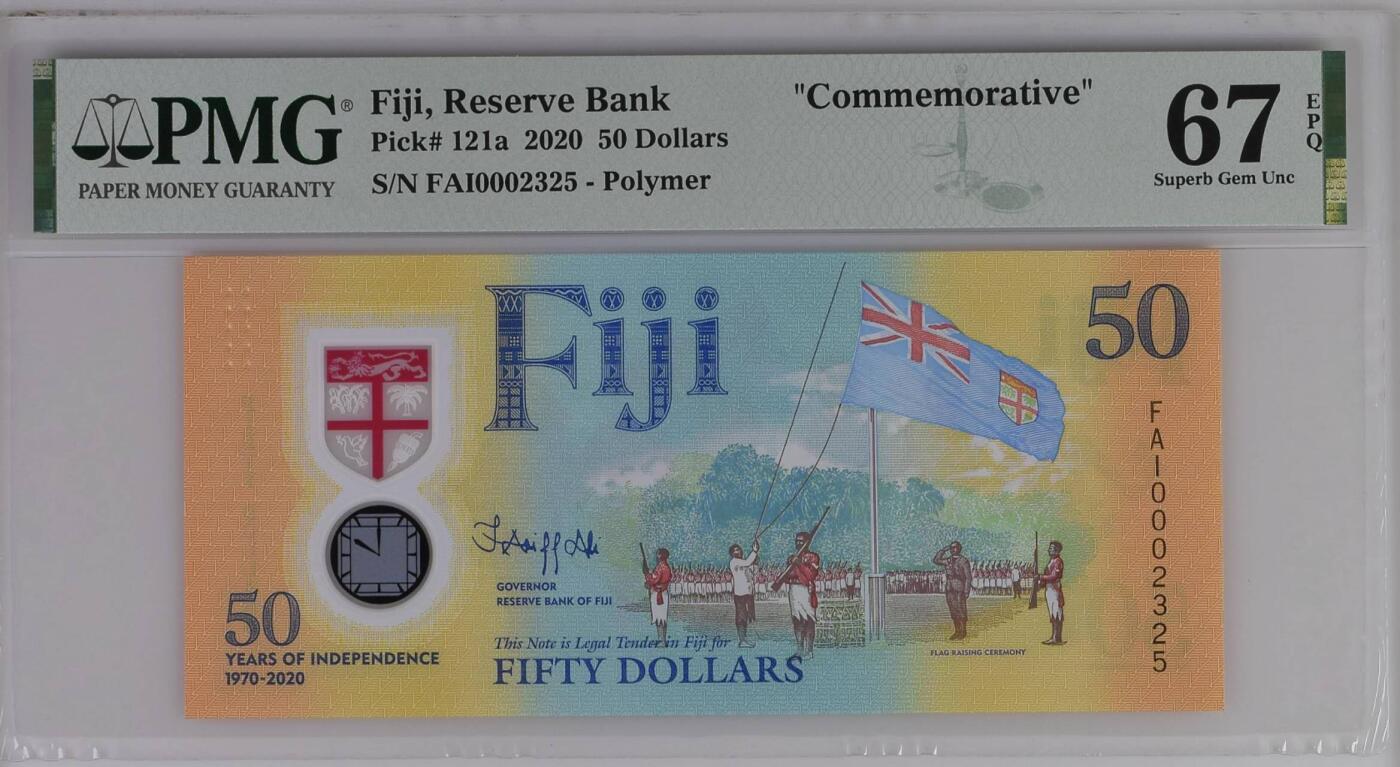 PMG®
PAPER MONEY GUARANTY
Fiji, Reserve Bank
Pick# 121a 2020 50 Dollars
S/N FAI0002325 - Polymer
"Commemorative"
67
EPQ
Superb Gem Unc
Fiji
50
FAI0002325
GOVERNOR
RESERVE BANK OF FIJI
This Note is Legal Tender in Fiji for
FIFTY DOLLARS
FLAG RAISING CEREMONY
50
YEARS OF INDEPENDENCE
1970-2020